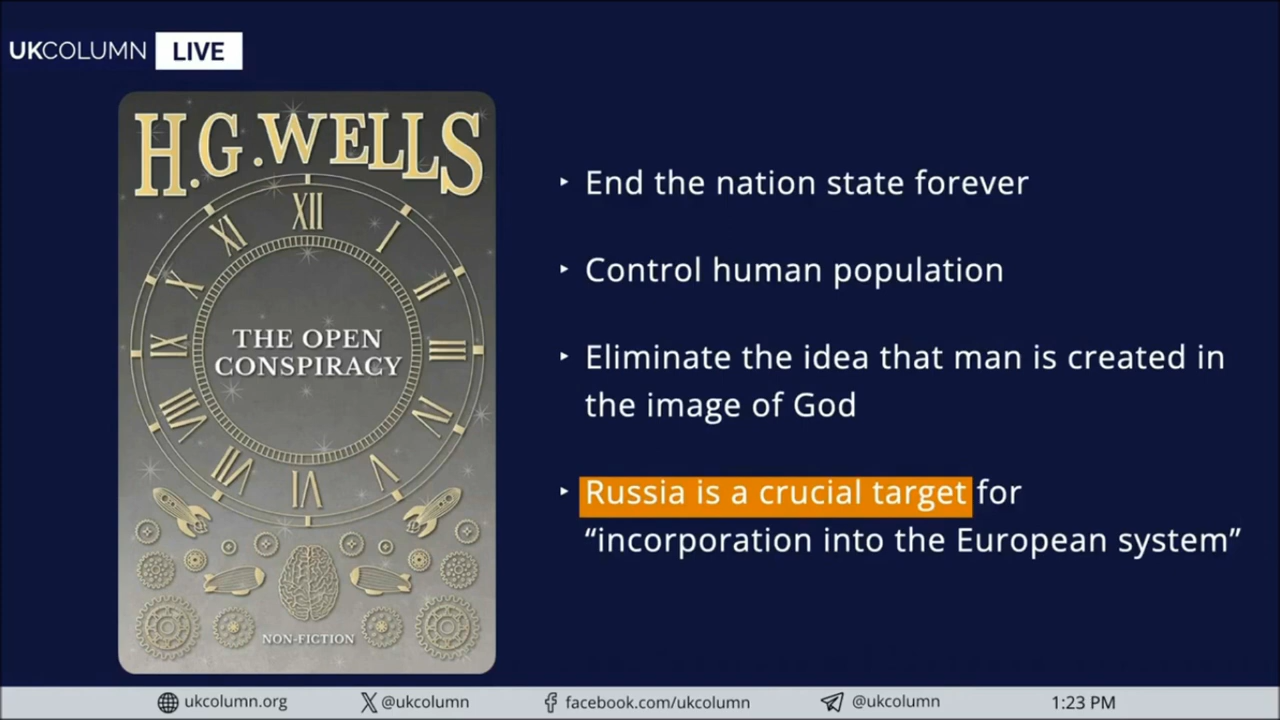 UKCOLUMN LIVE
H.G.WELLS
XII
I
II
III
IV
V
VI
VII
VIII
IX
X
XI
THE OPEN
CONSPIRACY
NON-FICTION
‣ End the nation state forever
‣ Control human population
‣ Eliminate the idea that man is created in
the image of God
‣ Russia is a crucial target for
“incorporation into the European system”
ukcolumn.org @ukcolumn facebook.com/ukcolumn @ukcolumn 1:23 PM